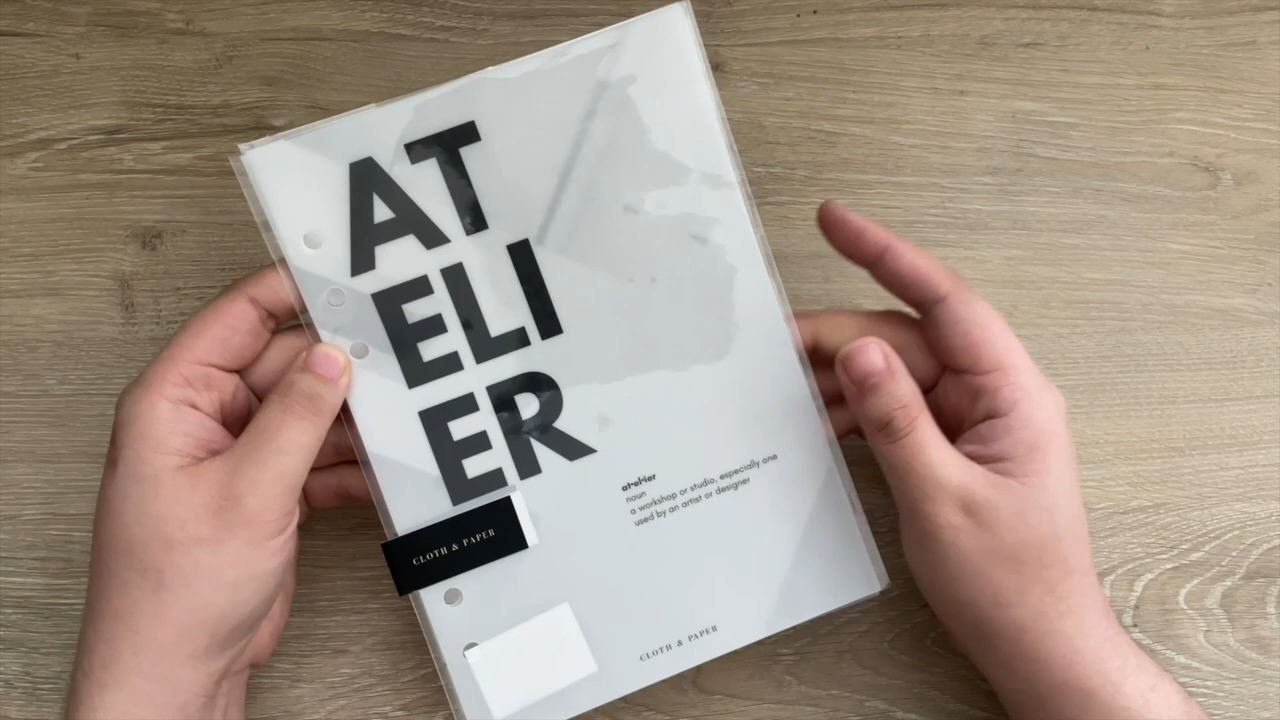 AT
ELI
ER
at•el•ier
noun
a workshop or studio, especially one
used by an artist or designer
CLOTH & PAPER
CLOTH & PAPER